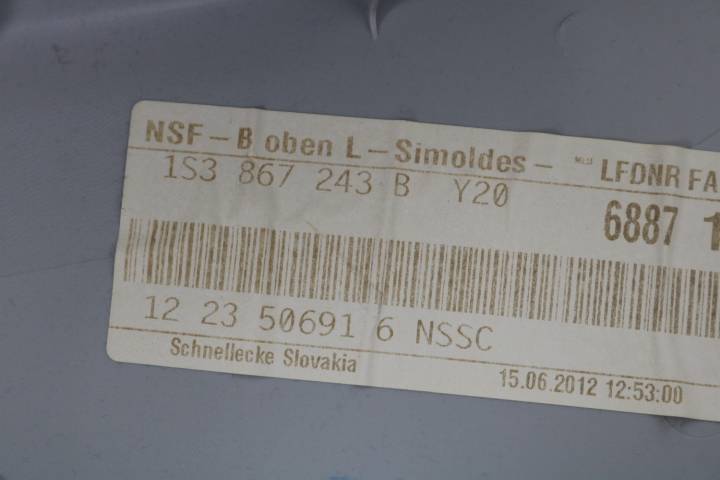 NSF-B oben L-Simoldes- LFDNR FA
1S3 867 243 B Y20
6887 1
12 23 50691 6 NSSC
Schnellecke Slovakia
15.06.2012 12:53:00